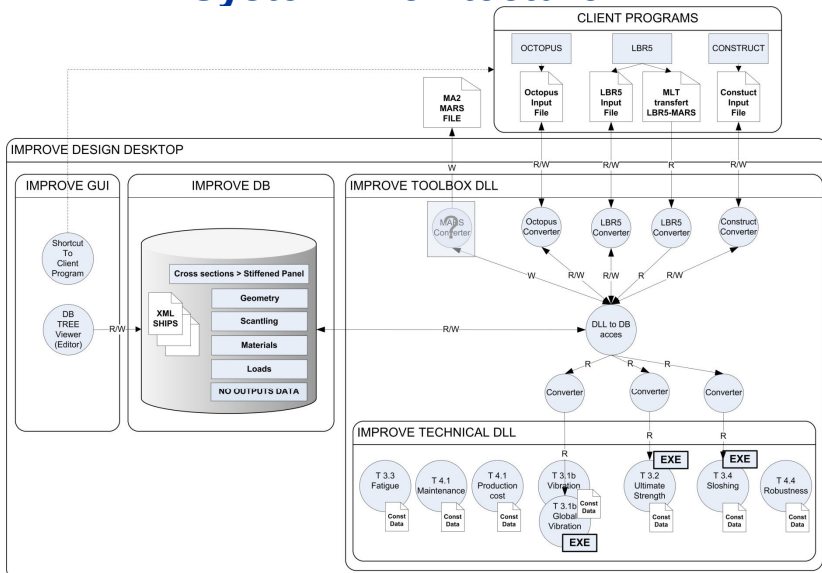 CLIENT PROGRAMS
OCTOPUS
LBR5
CONSTRUCT
MA2
MARS
FILE
Octopus
Input
File
LBR5
Input
File
MLT
transfert
LBR5-MARS
Constuct
Input
File
IMPROVE DESIGN DESKTOP
W
R/W
R/W
R
R/W
IMPROVE GUI
IMPROVE DB
IMPROVE TOOLBOX DLL
Shortcut
To
Client
Program
DB
TREE
Viewer
(Editor)
R/W
Cross sections > Stiffened Panel
XML
SHIPS
Geometry
Scantling
Materials
Loads
NO OUTPUTS DATA
R/W
MARS
Converter
?
Octopus
Converter
LBR5
Converter
LBR5
Converter
Construct
Converter
W
R/W
R/W
R
R/W
DLL to DB
acces
R
R
R
Converter
Converter
Converter
IMPROVE TECHNICAL DLL
R
R
R
T 3.3
Fatigue
Const
Data
T 4.1
Maintenance
Const
Data
T 4.1
Production
cost
Const
Data
T 3.1b
Vibration
Const
Data
T 3.1b
Global
Vibration
EXE
EXE
T 3.2
Ultimate
Strength
Const
Data
EXE
T 3.4
Sloshing
Const
Data
T 4.4
Robustness
Const
Data